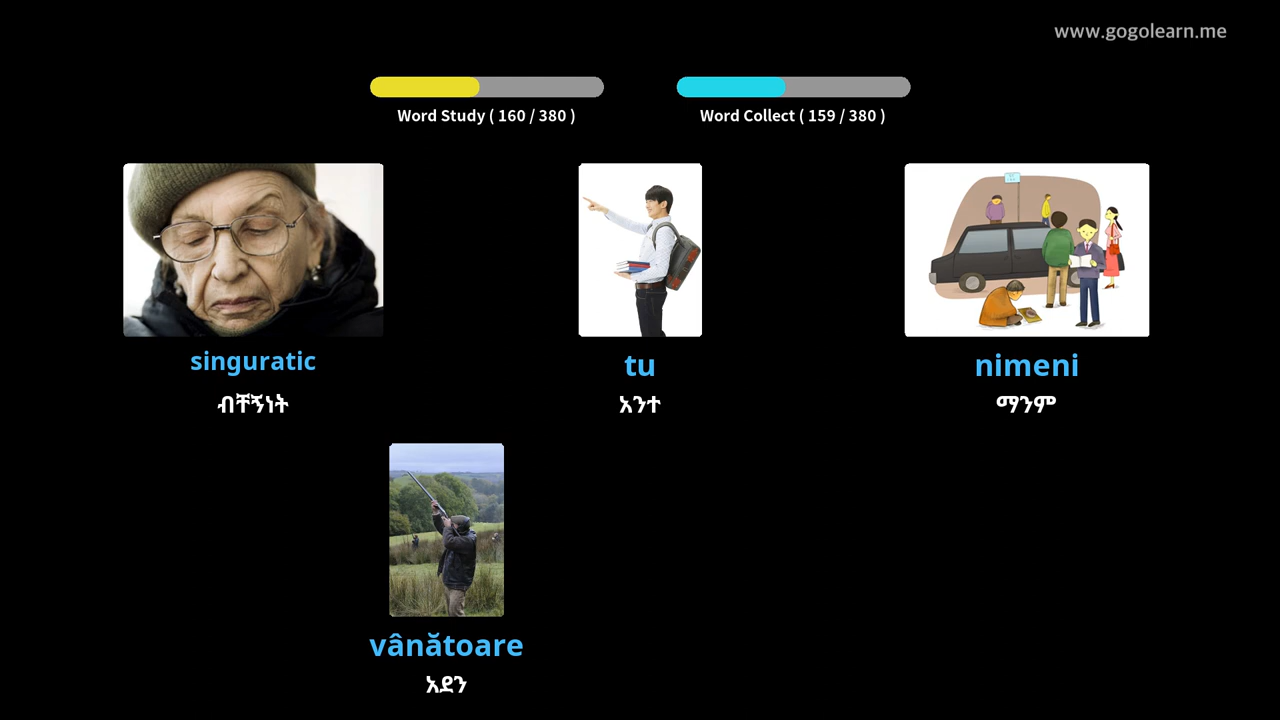 www.gogolearn.me
Word Study ( 160 / 380 )
Word Collect ( 159 / 380 )
singuratic
ብቸኝነት
tu
አንተ
nimeni
ማንም
vânătoare
አደን